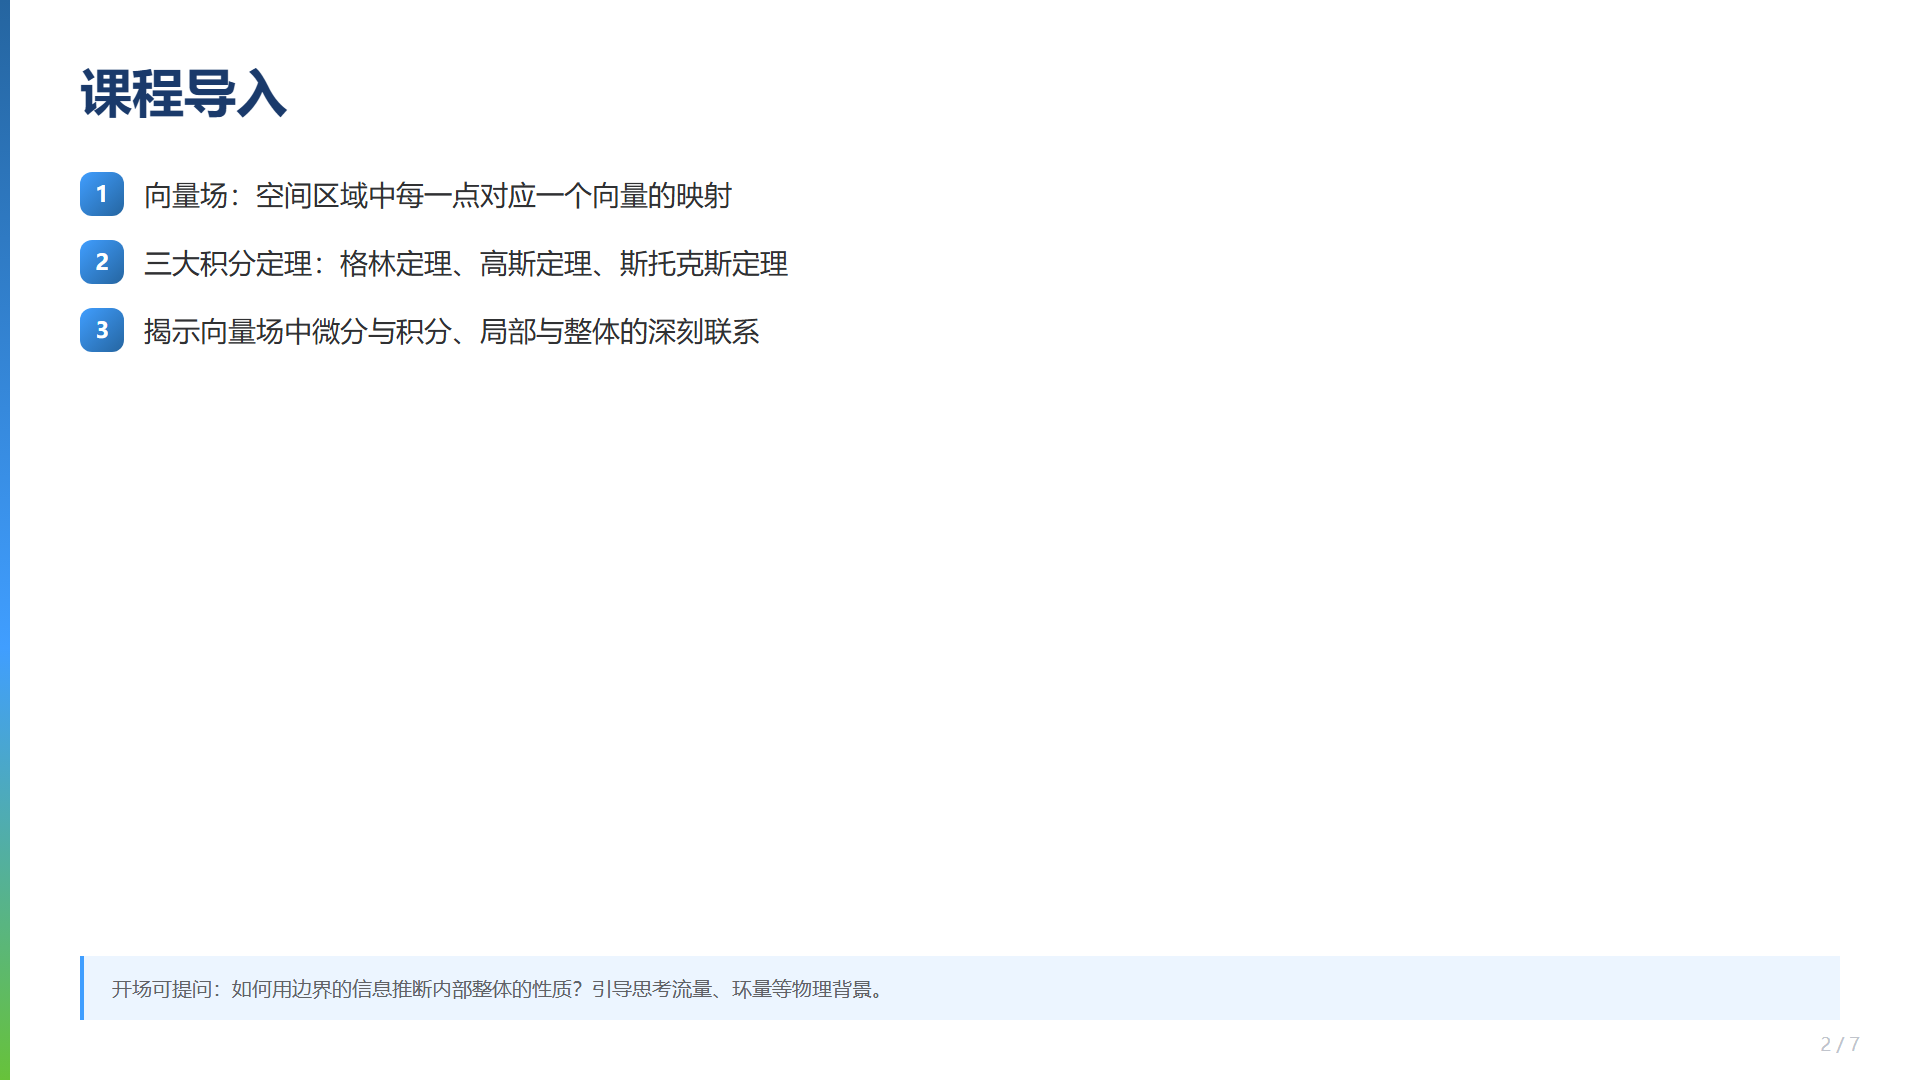 课程导入
1 向量场：空间区域中每一点对应一个向量的映射
2 三大积分定理：格林定理、高斯定理、斯托克斯定理
3 揭示向量场中微分与积分、局部与整体的深刻联系
开场可提问：如何用边界的信息推断内部整体的性质？引导思考流量、环量等物理背景。
2 / 7